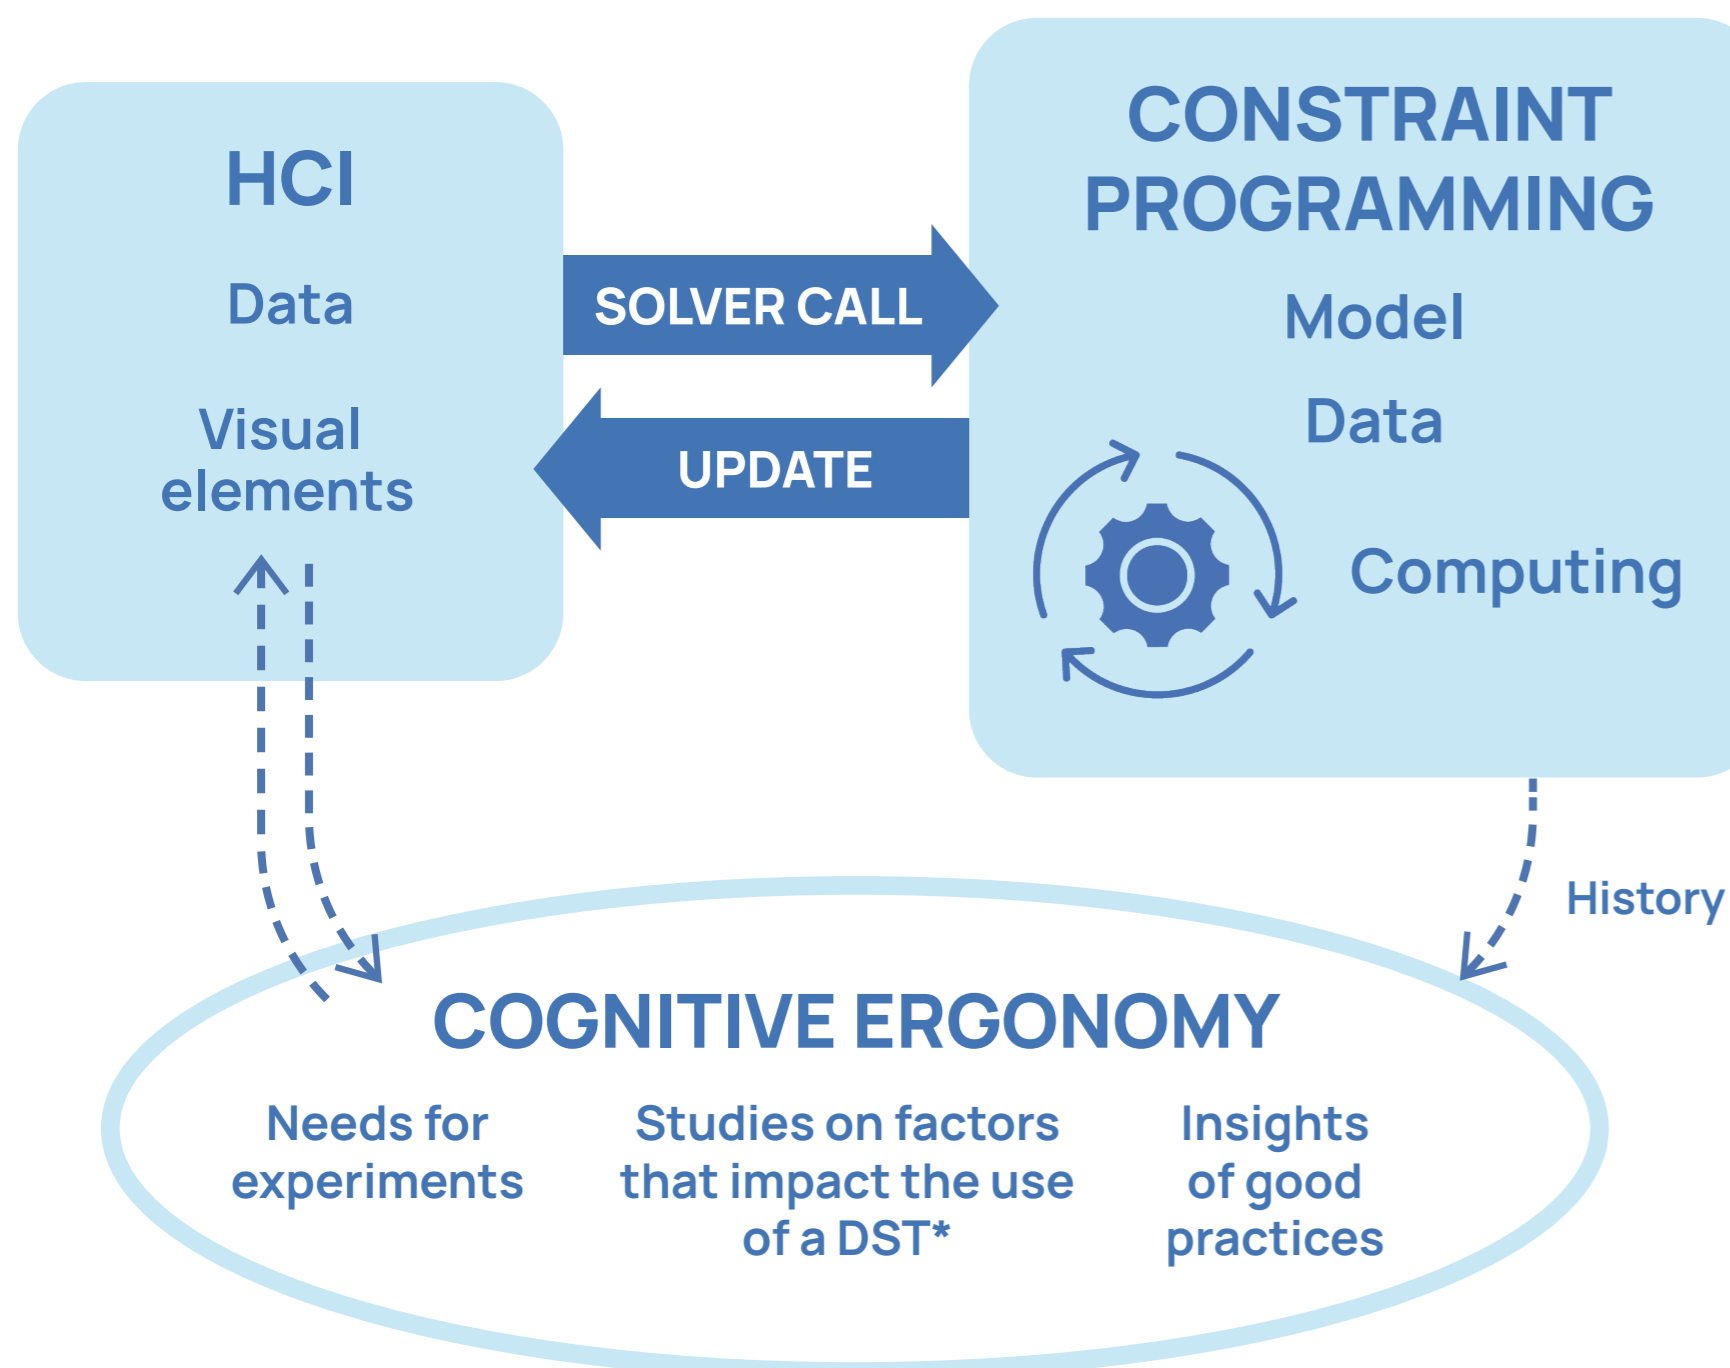 HCI
Data
Visual
elements
SOLVER CALL
UPDATE
CONSTRAINT
PROGRAMMING
Model
Data
Computing
History
COGNITIVE ERGONOMY
Needs for
experiments
Studies on factors
that impact the use
of a DST*
Insights
of good
practices